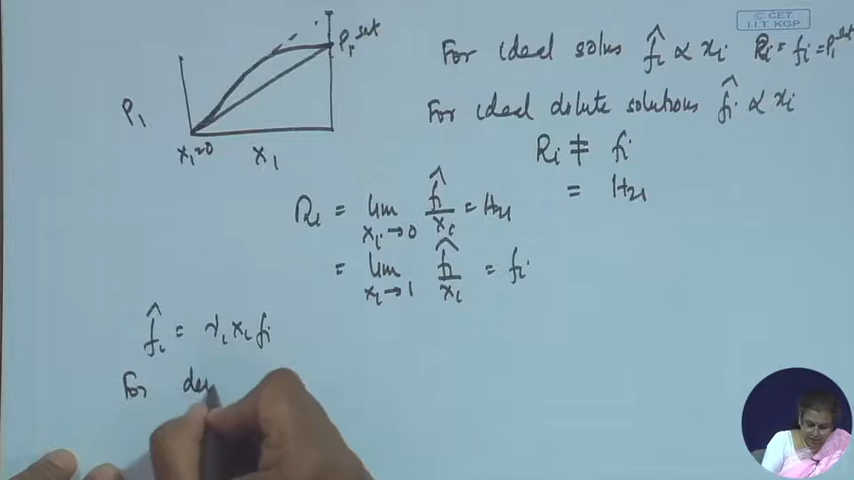 © CET
I.I.T. KGP
P₁ˢᵃᵗ
P₁
x₁=0
x₁
For ideal solns f̂ᵢ ∝ xᵢ Rᵢ = fᵢ = Pᵢˢᵃᵗ
For ideal dilute solutions f̂ᵢ ∝ xᵢ
Rᵢ ≠ fᵢ
= H₂₁
Rᵢ = lim xᵢ→0 f̂ᵢ/xᵢ = H₂₁
= lim xᵢ→1 f̂ᵢ/xᵢ = fᵢ
f̂ᵢ = γᵢ xᵢ fᵢ
For